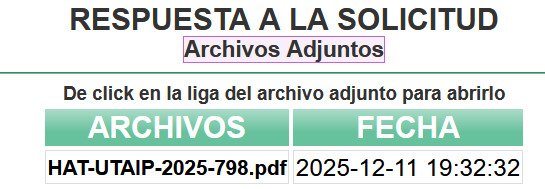 RESPUESTA A LA SOLICITUD
Archivos Adjuntos
De click en la liga del archivo adjunto para abrirlo
ARCHIVOS FECHA
HAT-UTAIP-2025-798.pdf 2025-12-11 19:32:32